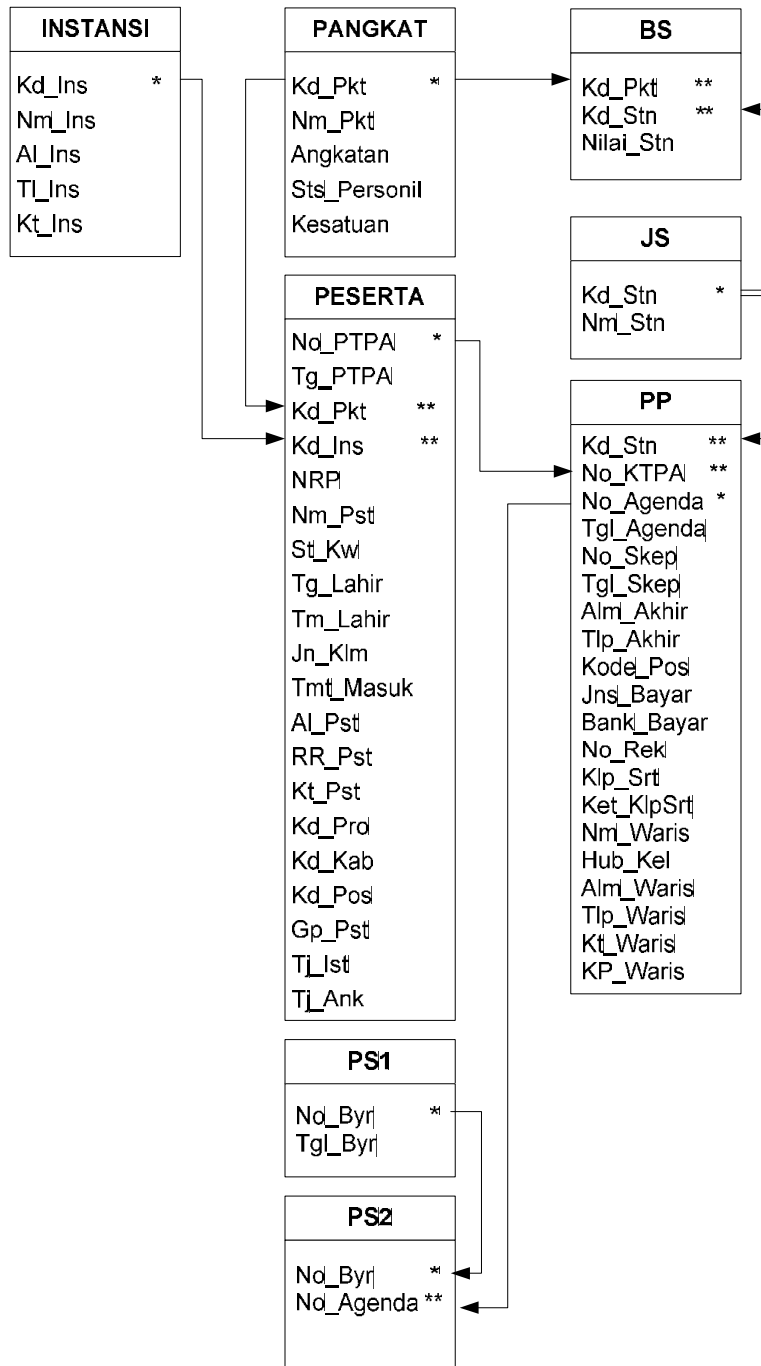 INSTANSI
Kd_Ins *
Nm_Ins
Al_Ins
Tl_Ins
Kt_Ins
PANGKAT
Kd_Pkt *
Nm_Pkt
Angkatan
Sts_Personil
Kesatuan
BS
Kd_Pkt **
Kd_Stn **
Nilai_Stn
JS
Kd_Stn *
Nm_Stn
PESERTA
No_PTPA *
Tg_PTPA
Kd_Pkt **
Kd_Ins **
NRP
Nm_Pst
St_Kw
Tg_Lahir
Tm_Lahir
Jn_Klm
Tmt_Masuk
Al_Pst
RR_Pst
Kt_Pst
Kd_Pro
Kd_Kab
Kd_Pos
Gp_Pst
Tj_Ist
Tj_Ank
PP
Kd_Stn **
No_KTPA **
No_Agenda *
Tgl_Agenda
No_Skep
Tgl_Skep
Alm_Akhir
Tlp_Akhir
Kode_Pos
Jns_Bayar
Bank_Bayar
No_Rek
Klp_Srt
Ket_KlpSrt
Nm_Waris
Hub_Kel
Alm_Waris
Tlp_Waris
Kt_Waris
KP_Waris
PS1
No_Byr *
Tgl_Byr
PS2
No_Byr *
No_Agenda **